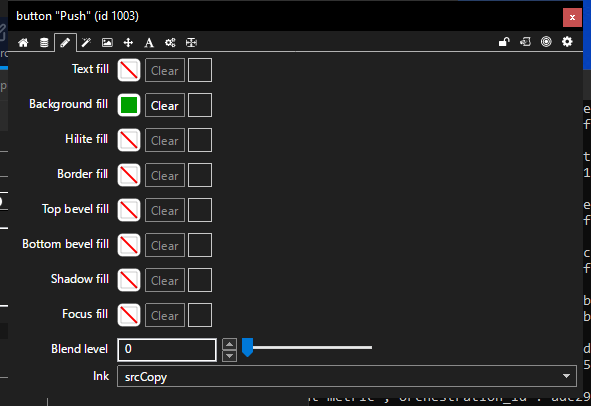 button "Push" (id 1003)
Text fill Clear
Background fill Clear
Hilite fill Clear
Border fill Clear
Top bevel fill Clear
Bottom bevel fill Clear
Shadow fill Clear
Focus fill Clear
Blend level 0
Ink srcCopy